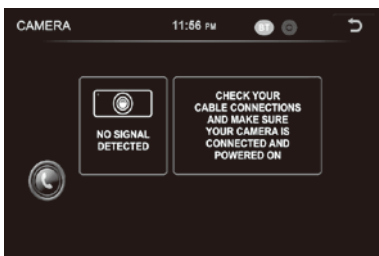 CAMERA
11:56 PM
BT
NO SIGNAL
DETECTED
CHECK YOUR
CABLE CONNECTIONS
AND MAKE SURE
YOUR CAMERA IS
CONNECTED AND
POWERED ON